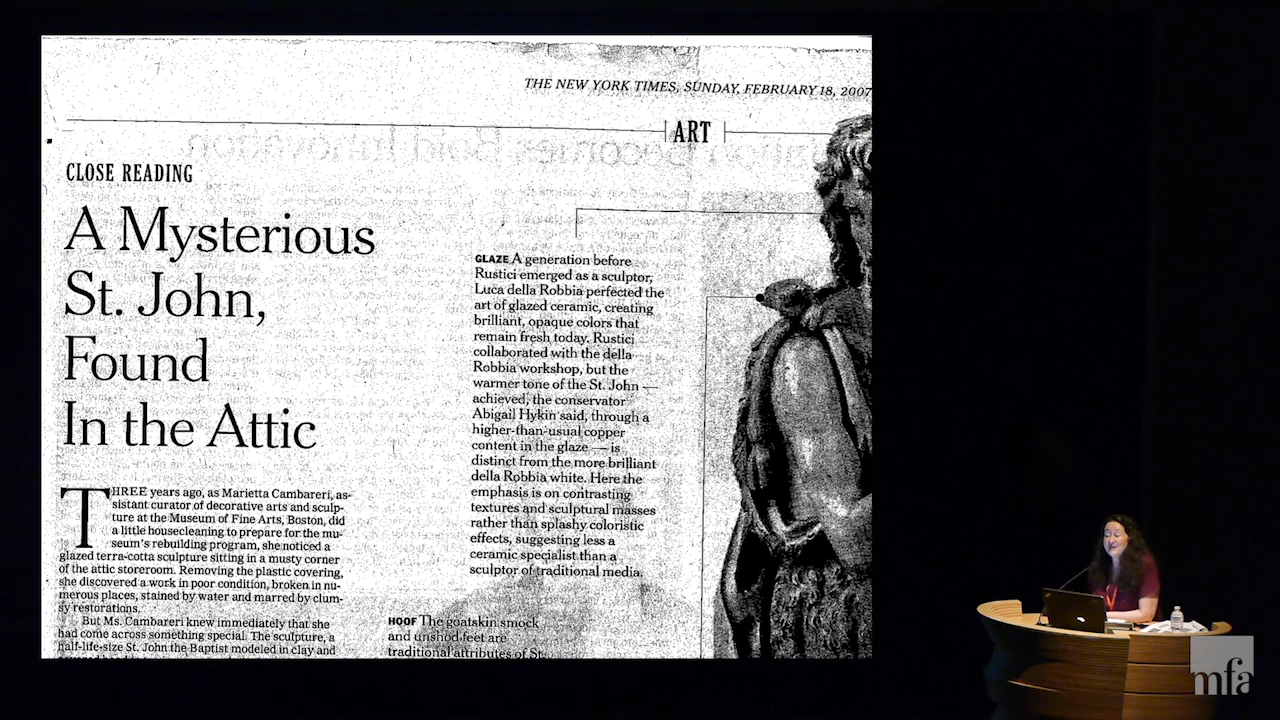 THE NEW YORK TIMES, SUNDAY, FEBRUARY 18, 2007
ART
CLOSE READING
A Mysterious
St. John,
Found
In the Attic
THREE years ago, as Marietta Cambareri, as-
sistant curator of decorative arts and sculp-
ture at the Museum of Fine Arts, Boston, did
a little housecleaning to prepare for the mu-
seum's rebuilding program, she noticed a
glazed terra-cotta sculpture sitting in a musty corner
of the attic storeroom. Removing the plastic covering,
she discovered a work in poor condition, broken in nu-
merous places, stained by water and marred by clum-
sy restorations.
But Ms. Cambareri knew immediately that she
had come across something special. The sculpture, a
half-life-size St. John the Baptist modeled in clay and
GLAZE A generation before
Rustici emerged as a sculptor,
Luca della Robbia perfected the
art of glazed ceramic, creating
brilliant, opaque colors that
remain fresh today. Rustici
collaborated with the della
Robbia workshop, but the
warmer tone of the St. John —
achieved, the conservator
Abigail Hykin said, through a
higher-than-usual copper
content in the glaze — is
distinct from the more brilliant
della Robbia white. Here the
emphasis is on contrasting
textures and sculptural masses
rather than splashy coloristic
effects, suggesting less a
ceramic specialist than a
sculptor of traditional media.
HOOF The goatskin smock
and unshod feet are
traditional attributes of St.
mfa